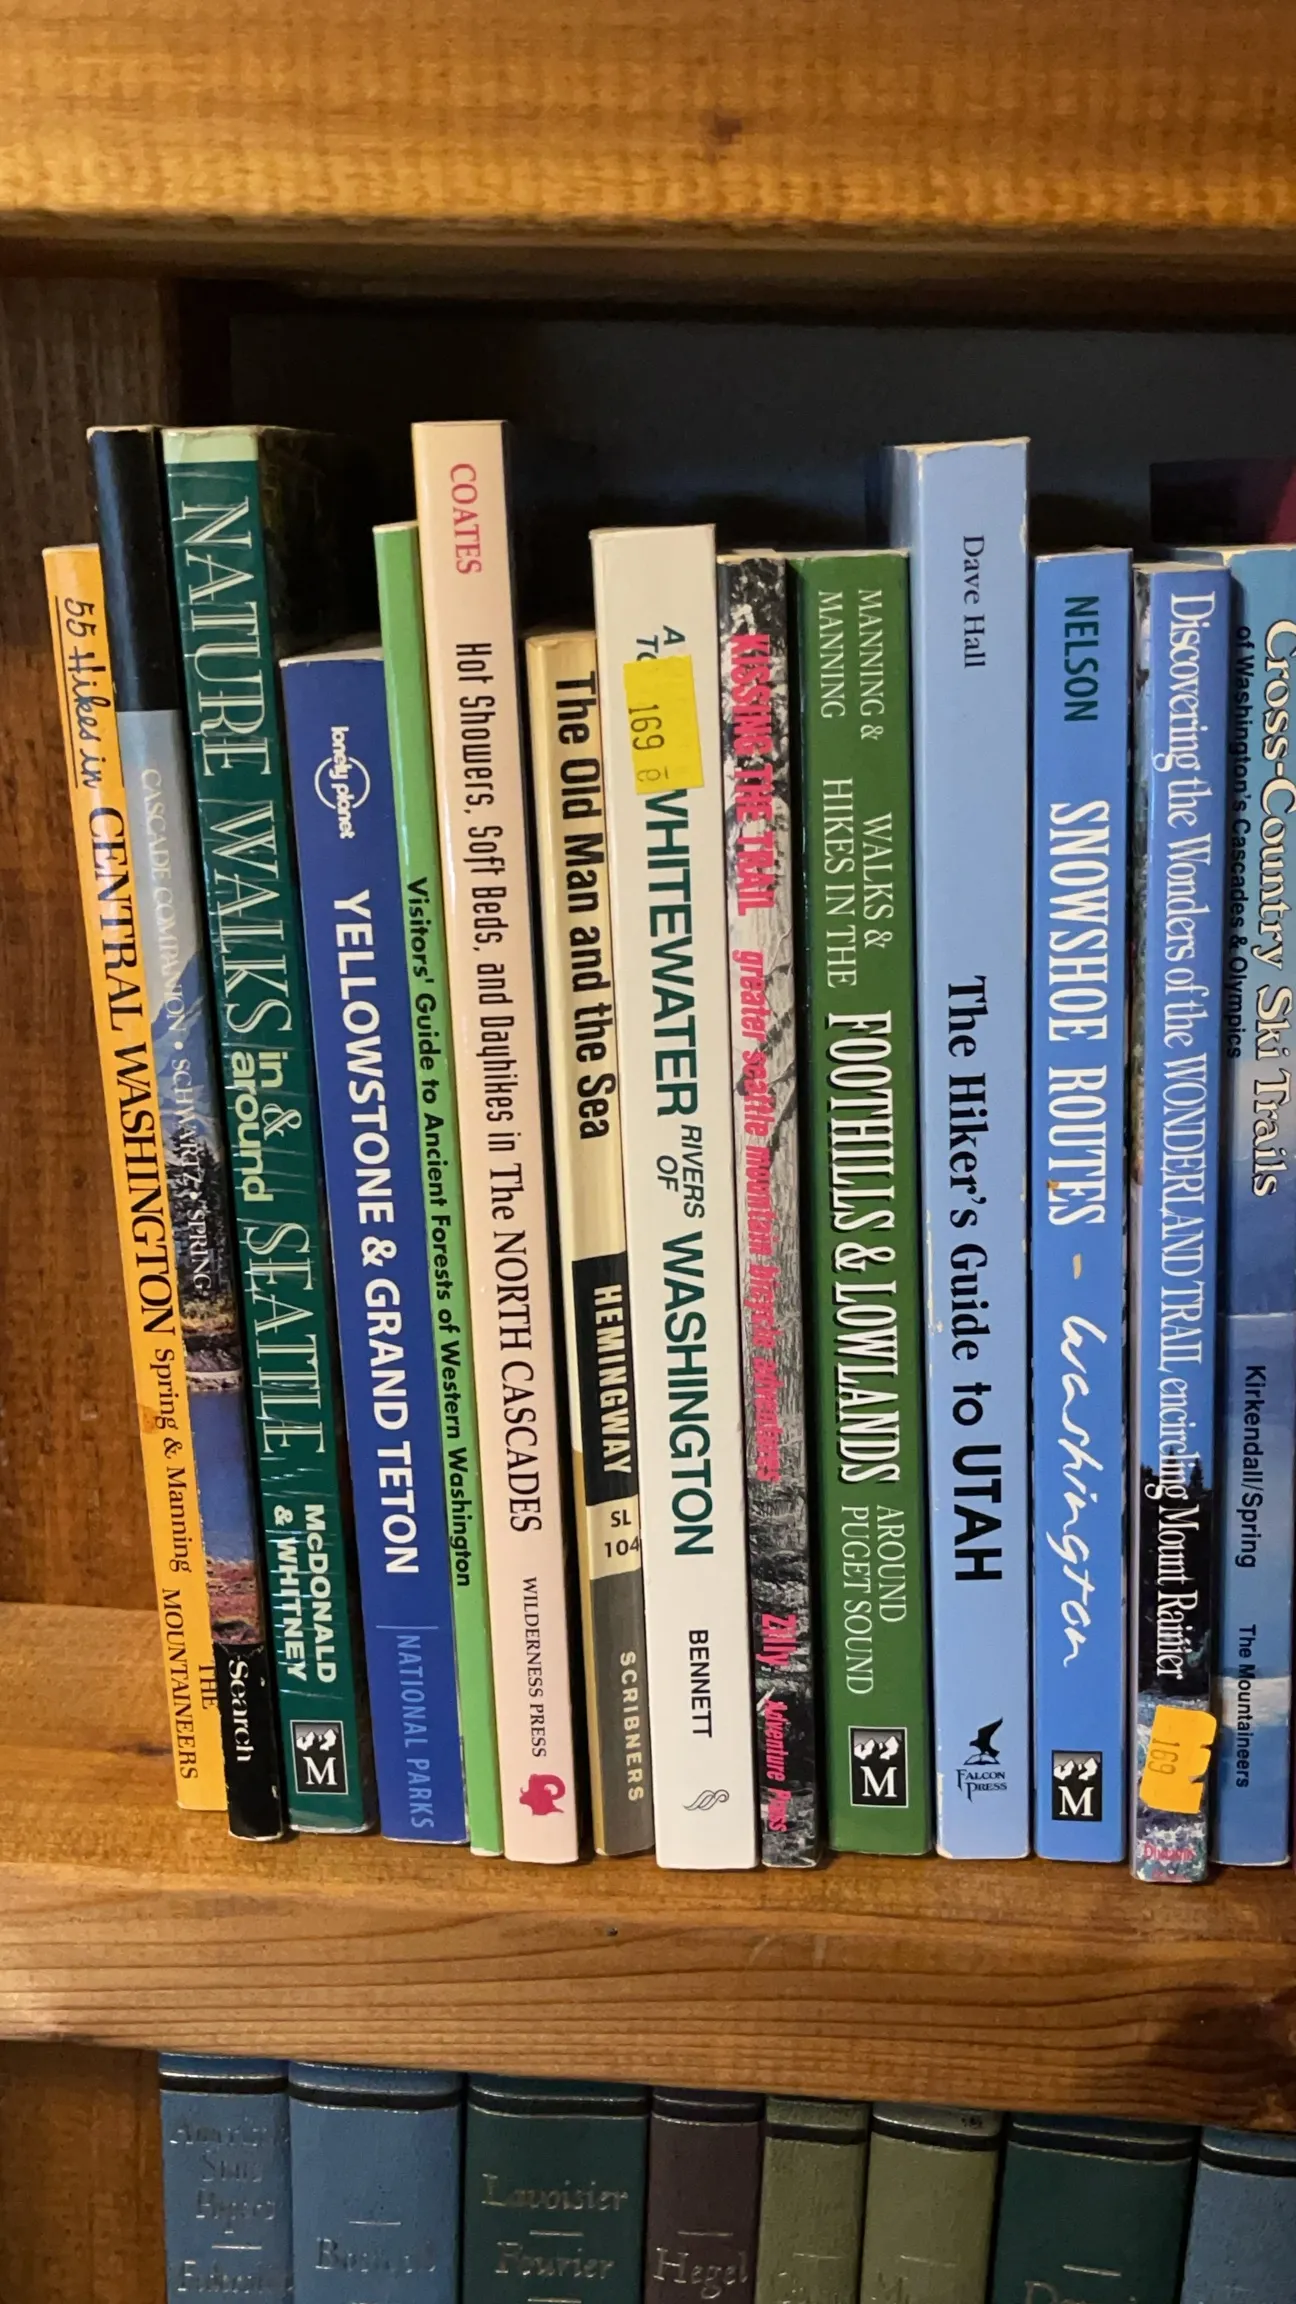 55 Hikes in CENTRAL WASHINGTON Spring & Manning THE MOUNTAINEERS
CASCADE COMPANION • SCHWARTZ • SPRING
Search
NATURE WALKS in & around SEATTLE McDONALD & WHITNEY
M
lonely planet
YELLOWSTONE & GRAND TETON
NATIONAL PARKS
Visitors' Guide to Ancient Forests of Western Washington
COATES
Hot Showers, Soft Beds, and Dayhikes in The NORTH CASCADES
WILDERNESS PRESS
The Old Man and the Sea
HEMINGWAY
SL
104
SCRIBNERS
A
169
WHITEWATER RIVERS OF WASHINGTON
BENNETT
KISSING THE TRAIL greater seattle mountain bicycle adventures
Zilly Adventure Press
MANNING & MANNING
WALKS & HIKES IN THE FOOTHILLS & LOWLANDS AROUND PUGET SOUND
M
Dave Hall
The Hiker's Guide to UTAH
FALCON PRESS
NELSON
SNOWSHOE ROUTES - Washington
M
Discovering the Wonders of the WONDERLAND TRAIL encircling Mount Rainier
169
Cross-Country Ski Trails
of Washington's Cascades & Olympics
Kirkendall/Spring
The Mountaineers
Lavoisier
Fourier
Hegel